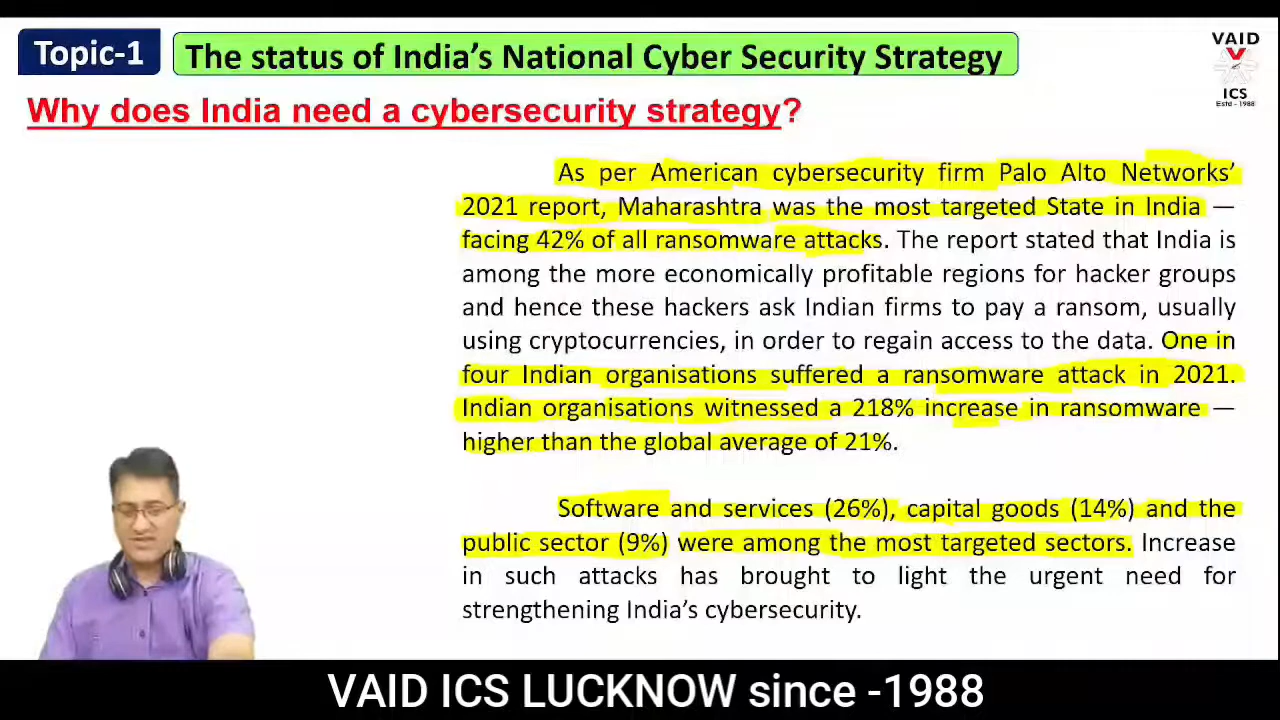 Topic-1
The status of India's National Cyber Security Strategy
VAID
ICS
Estd - 1988
Why does India need a cybersecurity strategy?
As per American cybersecurity firm Palo Alto Networks'
2021 report, Maharashtra was the most targeted State in India —
facing 42% of all ransomware attacks. The report stated that India is
among the more economically profitable regions for hacker groups
and hence these hackers ask Indian firms to pay a ransom, usually
using cryptocurrencies, in order to regain access to the data. One in
four Indian organisations suffered a ransomware attack in 2021.
Indian organisations witnessed a 218% increase in ransomware —
higher than the global average of 21%.
Software and services (26%), capital goods (14%) and the
public sector (9%) were among the most targeted sectors. Increase
in such attacks has brought to light the urgent need for
strengthening India's cybersecurity.
VAID ICS LUCKNOW since -1988